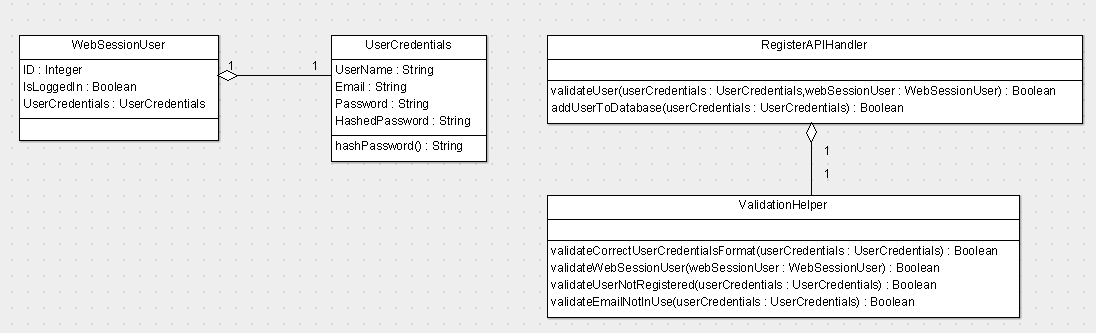 WebSessionUser
ID : Integer
IsLoggedIn : Boolean
UserCredentials : UserCredentials
1
1
UserCredentials
UserName : String
Email : String
Password : String
HashedPassword : String
hashPassword() : String
RegisterAPIHandler
validateUser(userCredentials : UserCredentials,webSessionUser : WebSessionUser) : Boolean
addUserToDatabase(userCredentials : UserCredentials) : Boolean
1
1
ValidationHelper
validateCorrectUserCredentialsFormat(userCredentials : UserCredentials) : Boolean
validateWebSessionUser(webSessionUser : WebSessionUser) : Boolean
validateUserNotRegistered(userCredentials : UserCredentials) : Boolean
validateEmailNotInUse(userCredentials : UserCredentials) : Boolean